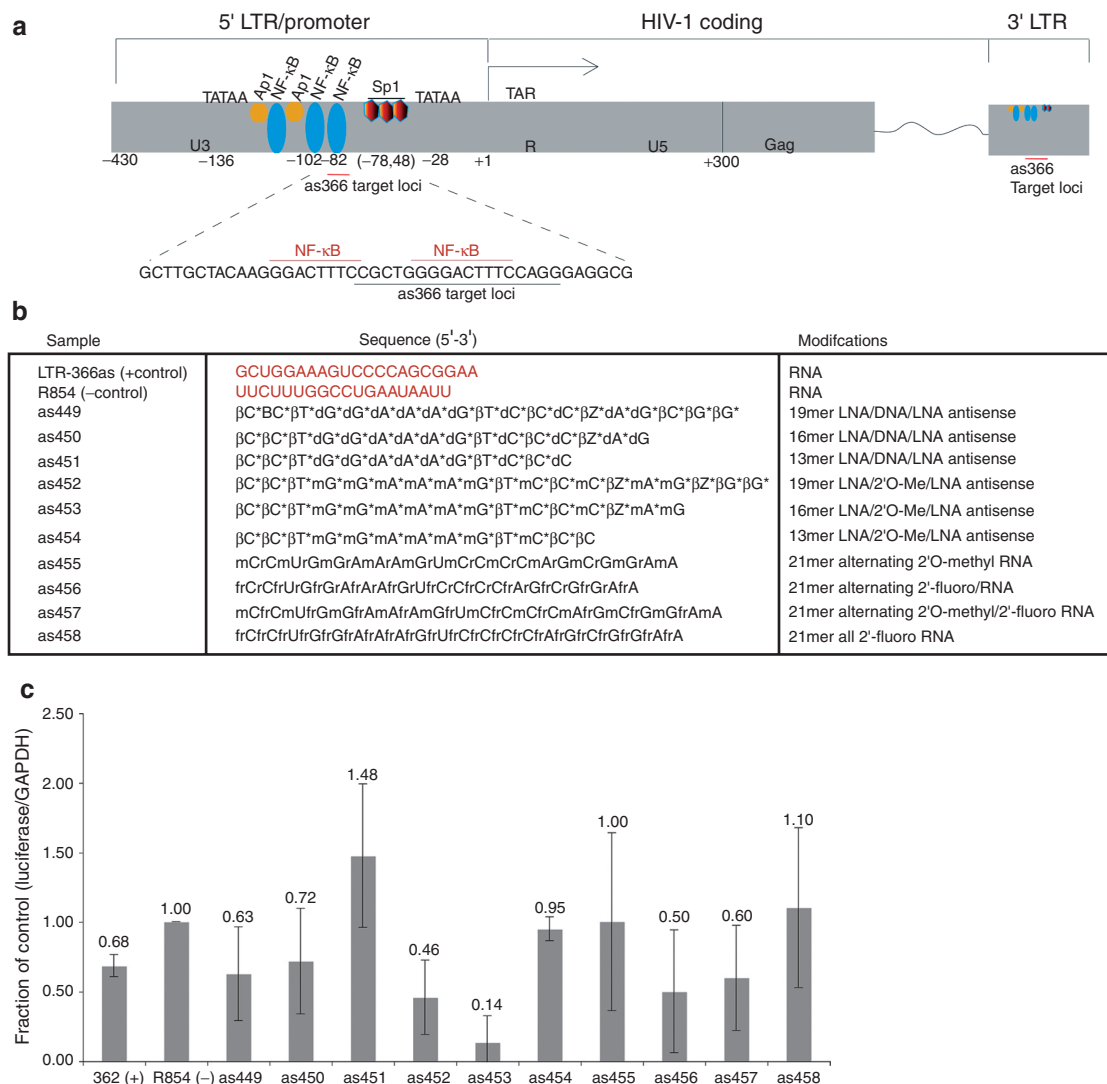 a
5' LTR/promoter
HIV-1 coding
3' LTR
Ap1
NF-κB
Ap1
NF-κB
NF-κB
Sp1
TATAA
TATAA
TAR
U3
R
U5
Gag
−430
−136
−102
−82
(−78,48)
−28
+1
+300
as366 target loci
as366
Target loci
NF-κB
NF-κB
GCTTGCTACAAGGGACTTTCCGCTGGGGACTTTCCAGGGAGGCG
as366 target loci
b
Sample Sequence (5'-3') Modifcations
LTR-366as (+control) GCUGGAAAGUCCCCAGCGGAA RNA
R854 (−control) UUCUUUGGCCUGAAUAAUU RNA
as449 βC*BC*βT*dG*dG*dA*dA*dA*dG*βT*dC*βC*dC*βZ*dA*dG*βC*βG*βG* 19mer LNA/DNA/LNA antisense
as450 βC*βC*βT*dG*dG*dA*dA*dA*dG*βT*dC*βC*dC*βZ*dA*dG 16mer LNA/DNA/LNA antisense
as451 βC*βC*βT*dG*dG*dA*dA*dA*dG*βT*dC*βC*dC 13mer LNA/DNA/LNA antisense
as452 βC*βC*βT*mG*mG*mA*mA*mA*mG*βT*mC*βC*mC*βZ*mA*mG*βZ*βG*βG* 19mer LNA/2'O-Me/LNA antisense
as453 βC*βC*βT*mG*mG*mA*mA*mA*mG*βT*mC*βC*mC*βZ*mA*mG 16mer LNA/2'O-Me/LNA antisense
as454 βC*βC*βT*mG*mG*mA*mA*mA*mG*βT*mC*βC*βC 13mer LNA/2'O-Me/LNA antisense
as455 mCrCmUrGmGrAmArAmGrUmCrCmCrCmArGmCrGmGrAmA 21mer alternating 2'O-methyl RNA
as456 frCrCfrUrGfrGrAfrArAfrGrUfrCrCfrCrCfrArGfrCrGfrGrAfrA 21mer alternating 2'-fluoro/RNA
as457 mCfrCmUfrGmGfrAmAfrAmGfrUmCfrCmCfrCmAfrGmCfrGmGfrAmA 21mer alternating 2'O-methyl/2'-fluoro RNA
as458 frCfrCfrUfrGfrGfrAfrAfrAfrGfrUfrCfrCfrCfrCfrAfrGfrCfrGfrGfrAfrA 21mer all 2'-fluoro RNA
c
Fraction of control (luciferase/GAPDH)
2.50
2.00
1.50
1.00
0.50
0.00
0.68
1.00
0.63
0.72
1.48
0.46
0.14
0.95
1.00
0.50
0.60
1.10
362 (+) R854 (−) as449 as450 as451 as452 as453 as454 as455 as456 as457 as458